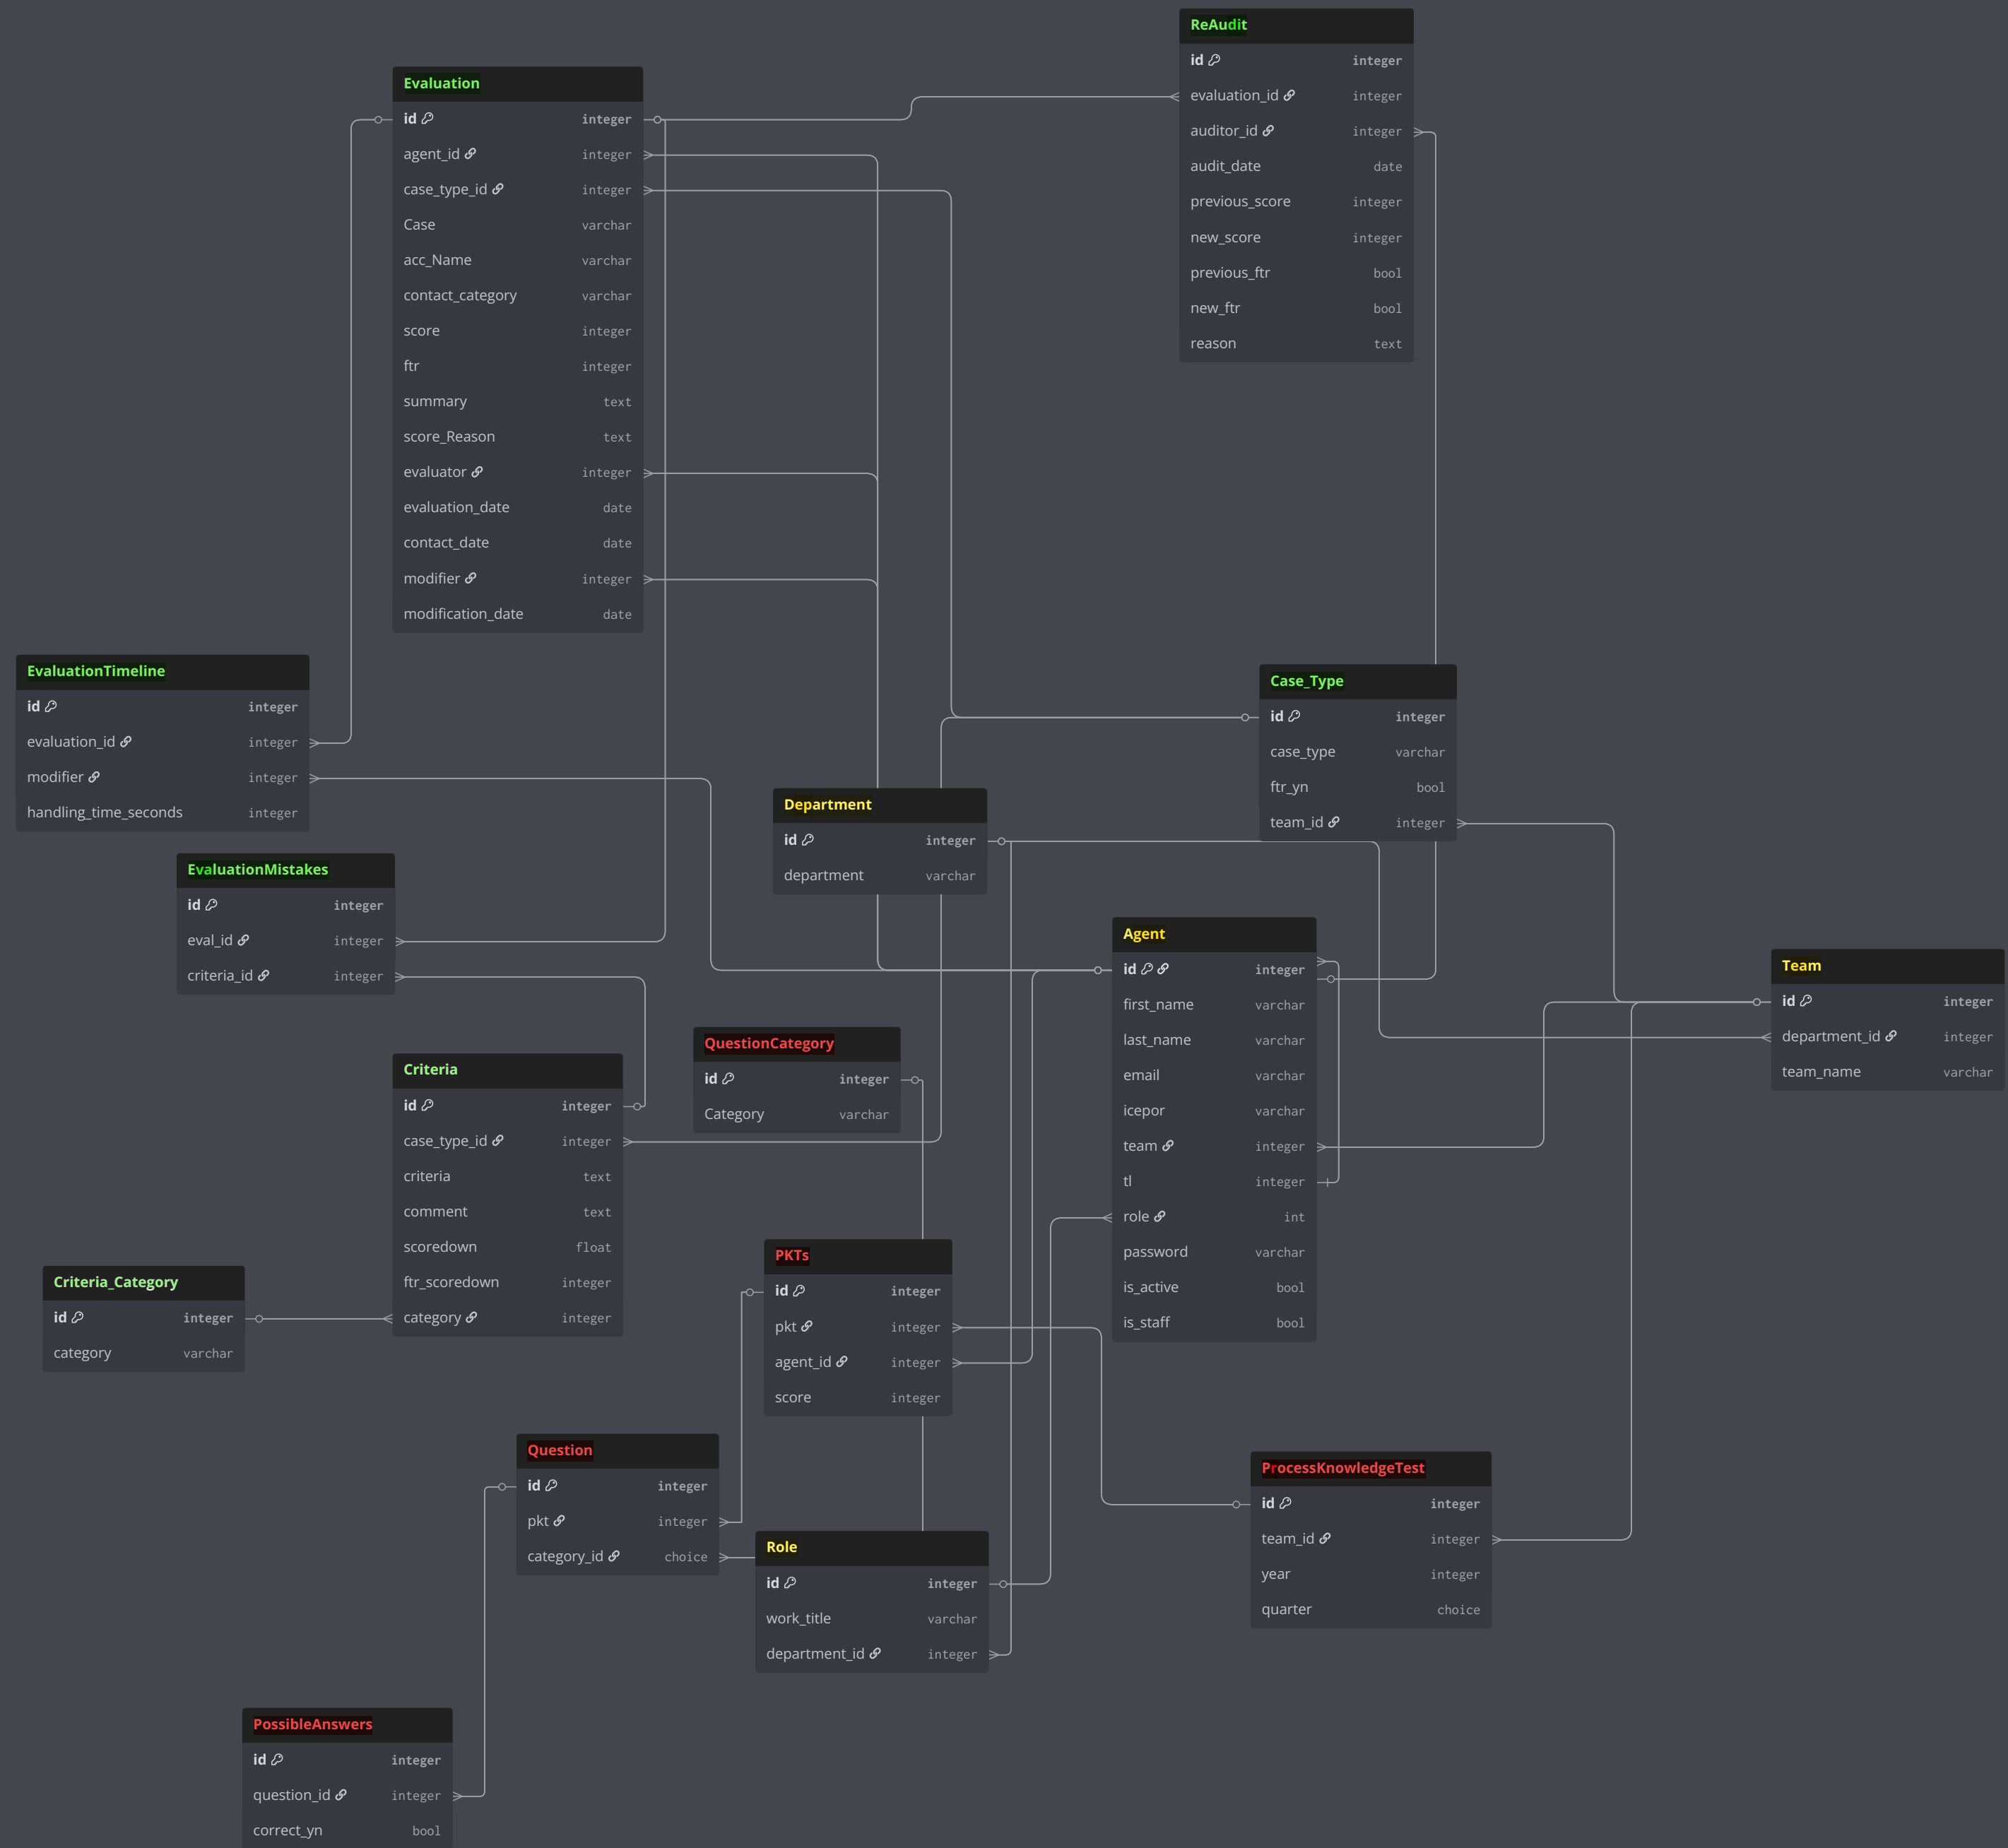 ReAudit
id integer
evaluation_id integer
auditor_id integer
audit_date date
previous_score integer
new_score integer
previous_ftr bool
new_ftr bool
reason text
Evaluation
id integer
agent_id integer
case_type_id integer
Case varchar
acc_Name varchar
contact_category varchar
score integer
ftr integer
summary text
score_Reason text
evaluator integer
evaluation_date date
contact_date date
modifier integer
modification_date date
EvaluationTimeline
id integer
evaluation_id integer
modifier integer
handling_time_seconds integer
Case_Type
id integer
case_type varchar
ftr_yn bool
team_id integer
Department
id integer
department varchar
EvaluationMistakes
id integer
eval_id integer
criteria_id integer
Agent
id integer
first_name varchar
last_name varchar
email varchar
icepor varchar
team integer
tl integer
role int
password varchar
is_active bool
is_staff bool
Team
id integer
department_id integer
team_name varchar
QuestionCategory
id integer
Category varchar
Criteria
id integer
case_type_id integer
criteria text
comment text
scoredown float
ftr_scoredown integer
category integer
Criteria_Category
id integer
category varchar
PKTs
id integer
pkt integer
agent_id integer
score integer
Question
id integer
pkt integer
category_id choice
ProcessKnowledgeTest
id integer
team_id integer
year integer
quarter choice
Role
id integer
work_title varchar
department_id integer
PossibleAnswers
id integer
question_id integer
correct_yn bool